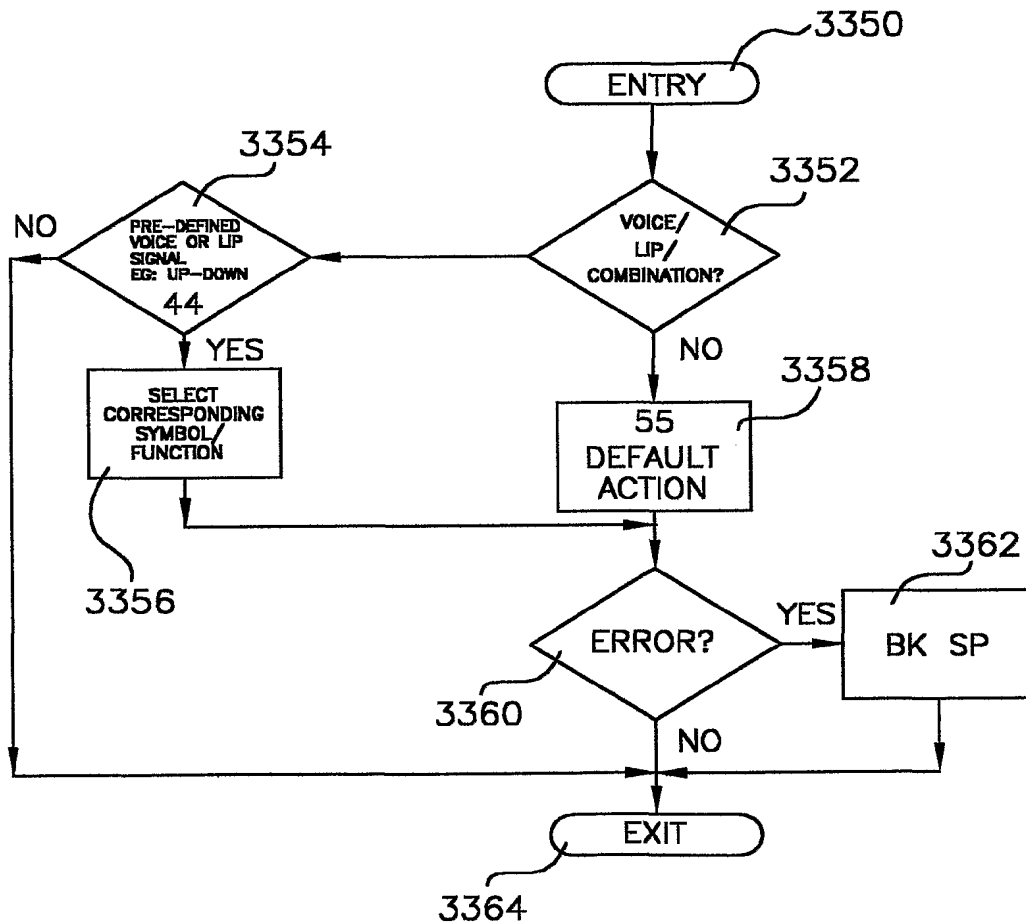 3350
ENTRY
3354
3352
NO
PRE-DEFINED
VOICE OR LIP
SIGNAL
EG: UP-DOWN
44
VOICE/
LIP/
COMBINATION?
YES
NO
3358
SELECT
CORRESPONDING
SYMBOL/
FUNCTION
55
DEFAULT
ACTION
3356
3362
ERROR?
YES
BK SP
3360
NO
EXIT
3364